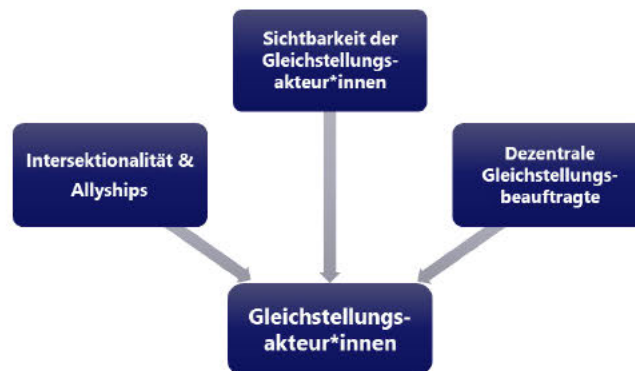 Sichtbarkeit der
Gleichstellungs-
akteur*innen
Intersektionalität &
Allyships
Dezentrale
Gleichstellungs-
beauftragte
Gleichstellungs-
akteur*innen